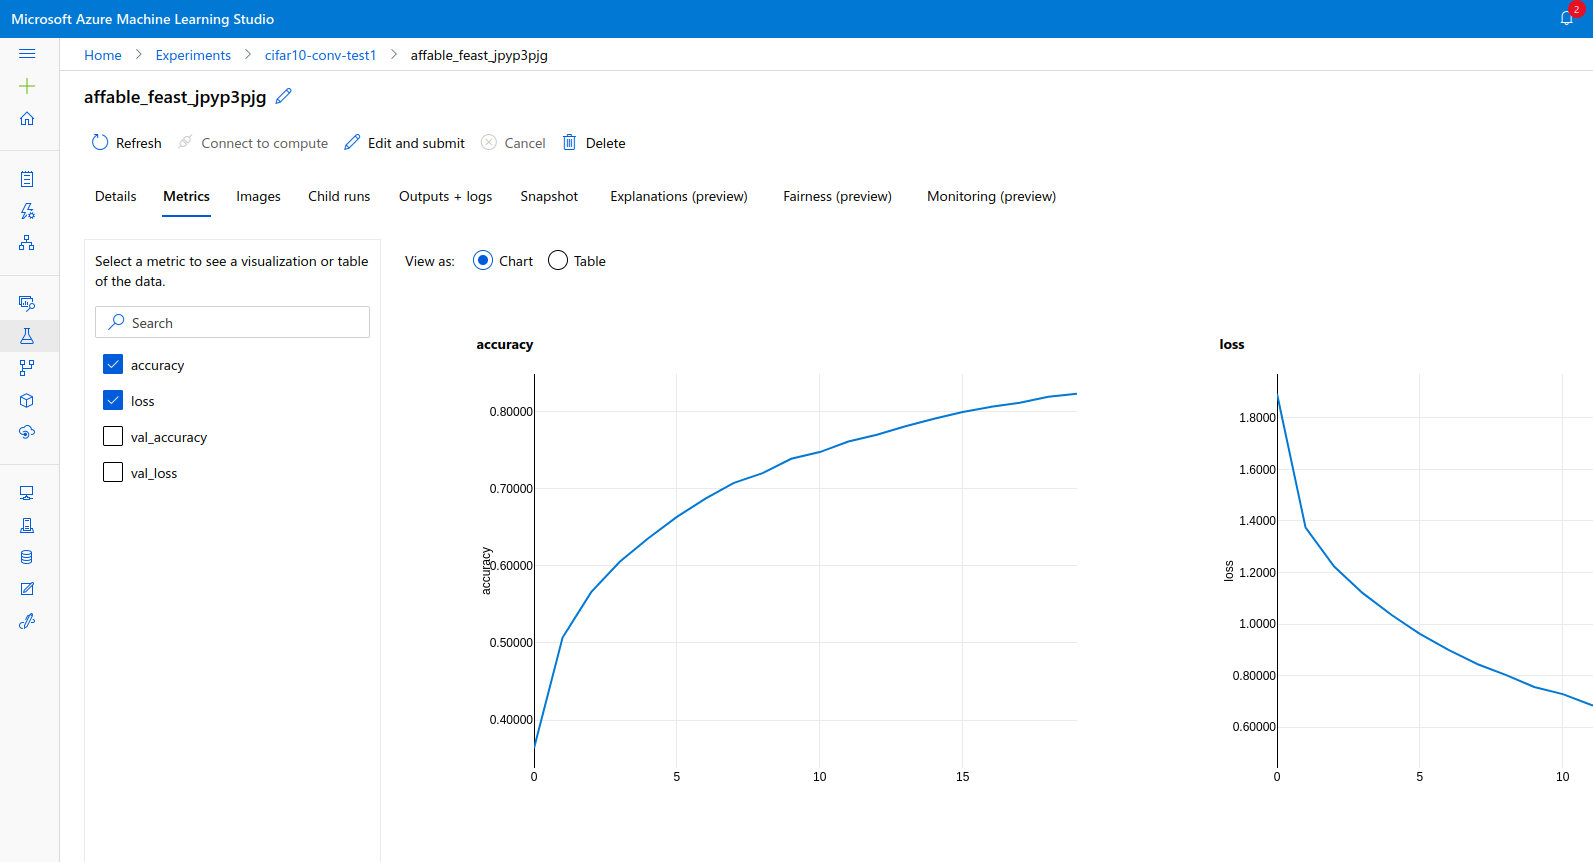 Microsoft Azure Machine Learning Studio
2
Home > Experiments > cifar10-conv-test1 > affable_feast_jpyp3pjg
affable_feast_jpyp3pjg
Refresh Connect to compute Edit and submit Cancel Delete
Details Metrics Images Child runs Outputs + logs Snapshot Explanations (preview) Fairness (preview) Monitoring (preview)
Select a metric to see a visualization or table
of the data.
Search
accuracy
loss
val_accuracy
val_loss
View as: Chart Table
accuracy
0.80000
0.70000
0.60000
0.50000
0.40000
accuracy
0 5 10 15
loss
1.8000
1.6000
1.4000
1.2000
1.0000
0.80000
0.60000
loss
0 5 10